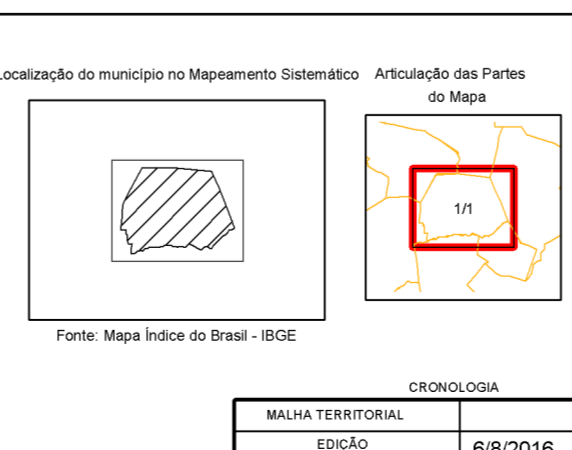 Localização do município no Mapeamento Sistemático
Articulação das Partes
do Mapa
1/1
Fonte: Mapa Índice do Brasil - IBGE
CRONOLOGIA
MALHA TERRITORIAL
EDIÇÃO
6/8/2016